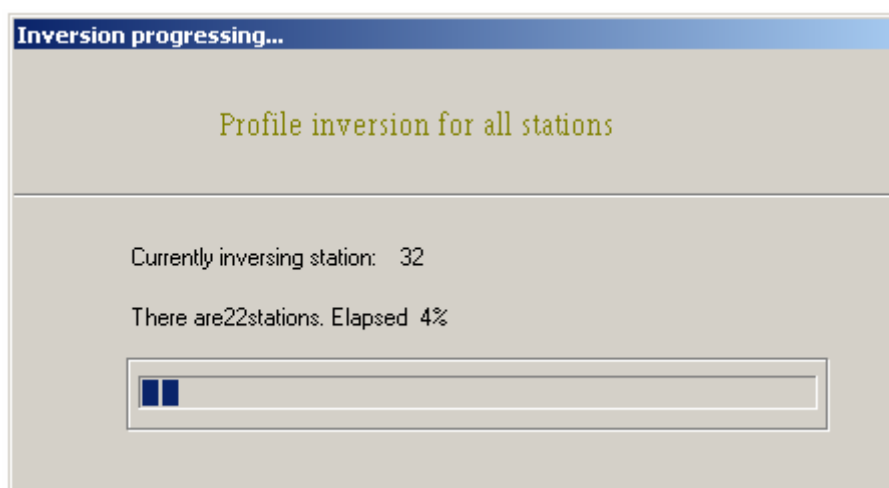 Inversion progressing...
Profile inversion for all stations
Currently inversing station: 32
There are22stations. Elapsed 4%